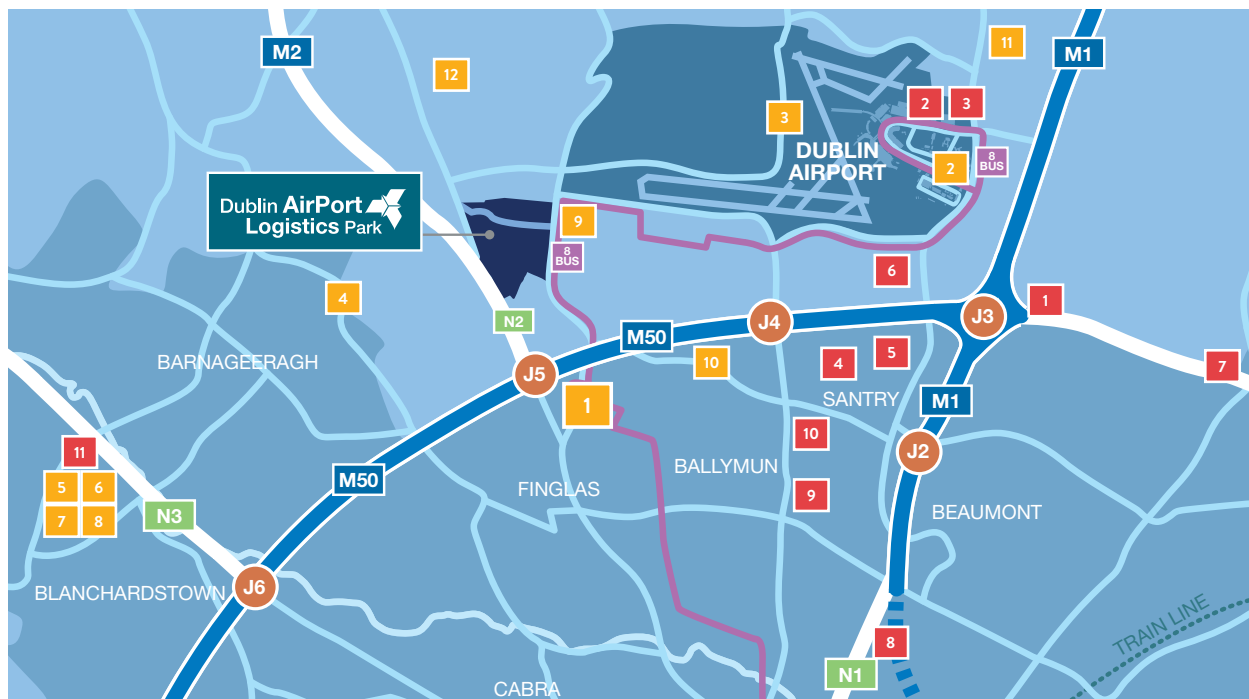 11
M2
M1
12
2
3
3
DUBLIN
AIRPORT
8
BUS
2
Dublin AirPort
Logistics Park
9
8
BUS
6
4
1
N2
J4
J3
M50
BARNAGEERAGH
10
4
5
7
J5
SANTRY
1
M1
10
11
J2
BALLYMUN
M50
5
6
FINGLAS
9
N3
7
8
BEAUMONT
J6
BLANCHARDSTOWN
TRAIN LINE
8
N1
CABRA